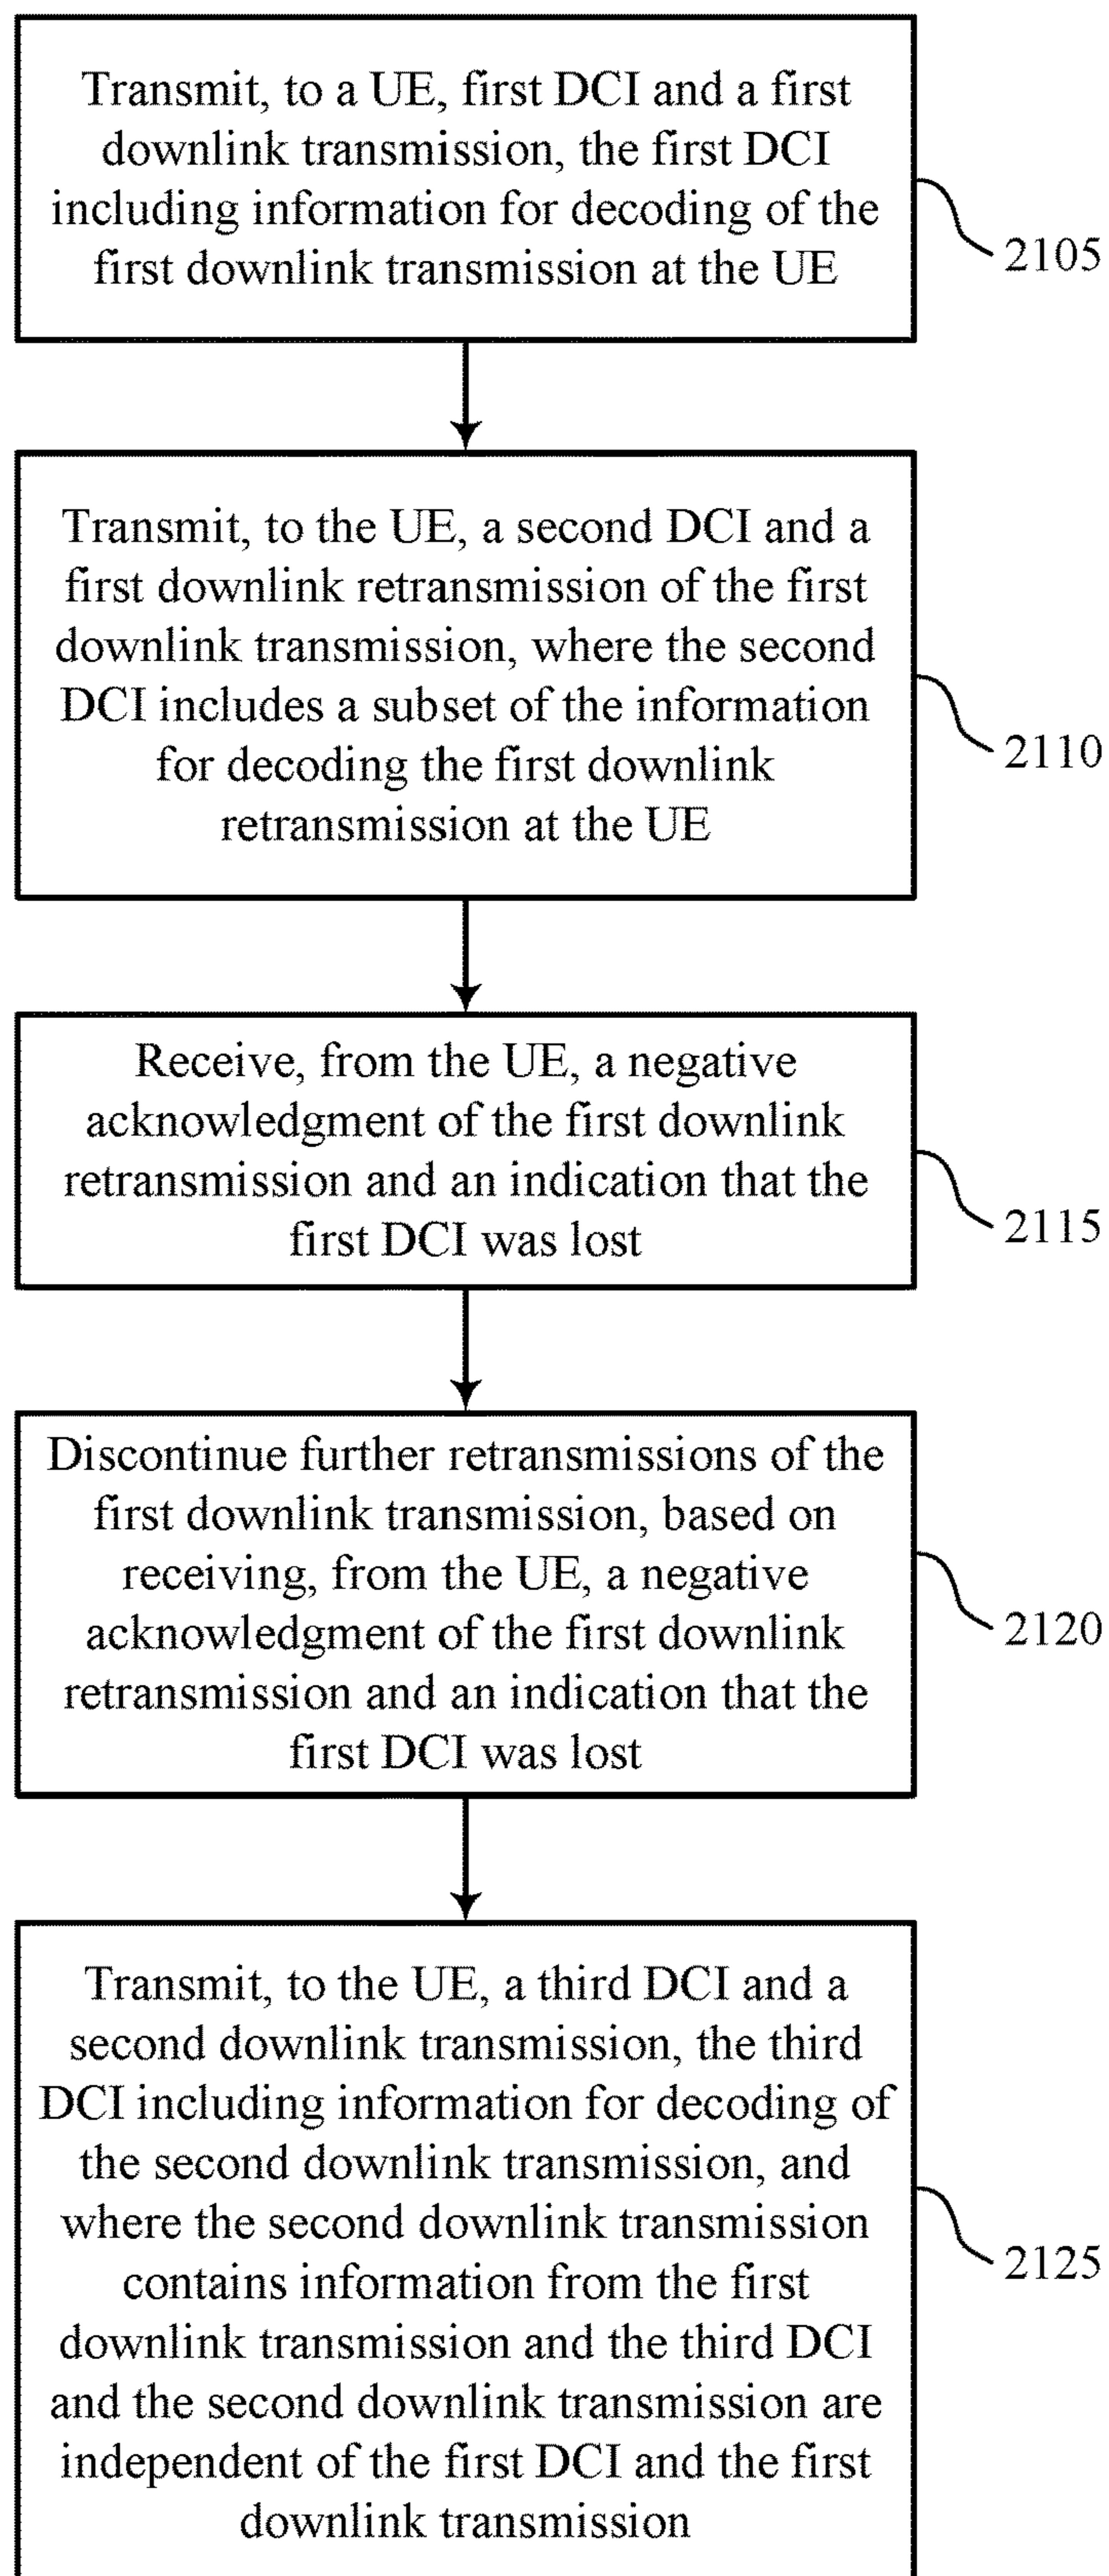 Transmit, to a UE, first DCI and a first
downlink transmission, the first DCI
including information for decoding of the
first downlink transmission at the UE
2105
Transmit, to the UE, a second DCI and a
first downlink retransmission of the first
downlink transmission, where the second
DCI includes a subset of the information
for decoding the first downlink
retransmission at the UE
2110
Receive, from the UE, a negative
acknowledgment of the first downlink
retransmission and an indication that the
first DCI was lost
2115
Discontinue further retransmissions of the
first downlink transmission, based on
receiving, from the UE, a negative
acknowledgment of the first downlink
retransmission and an indication that the
first DCI was lost
2120
Transmit, to the UE, a third DCI and a
second downlink transmission, the third
DCI including information for decoding of
the second downlink transmission, and
where the second downlink transmission
contains information from the first
downlink transmission and the third DCI
and the second downlink transmission are
independent of the first DCI and the first
downlink transmission
2125